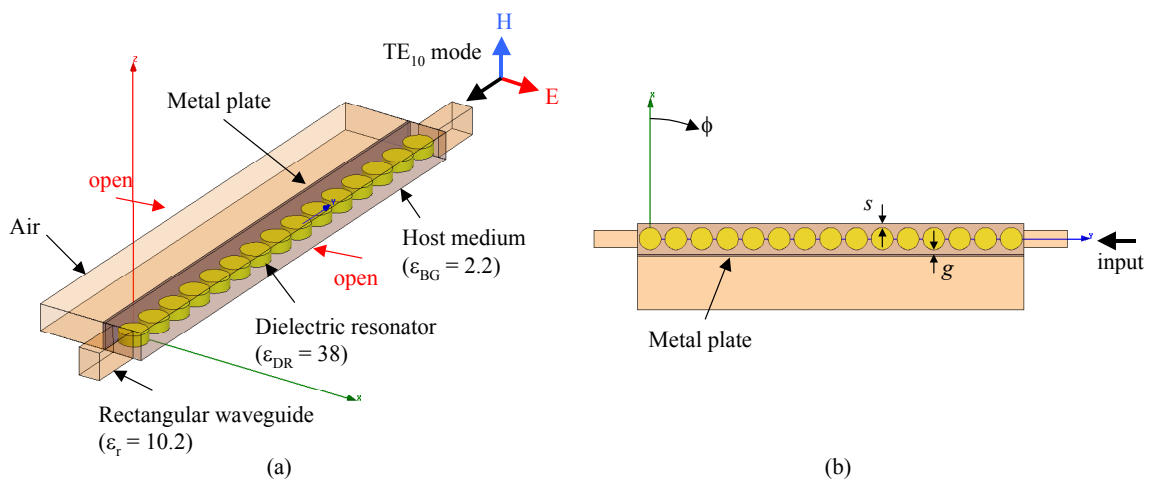 H
TE10 mode
E
Metal plate
z
open
Air
y
Host medium
(εBG = 2.2)
open
Dielectric resonator
(εDR = 38)
x
Rectangular waveguide
(εr = 10.2)
(a)
x
ϕ
s
y
input
g
Metal plate
(b)